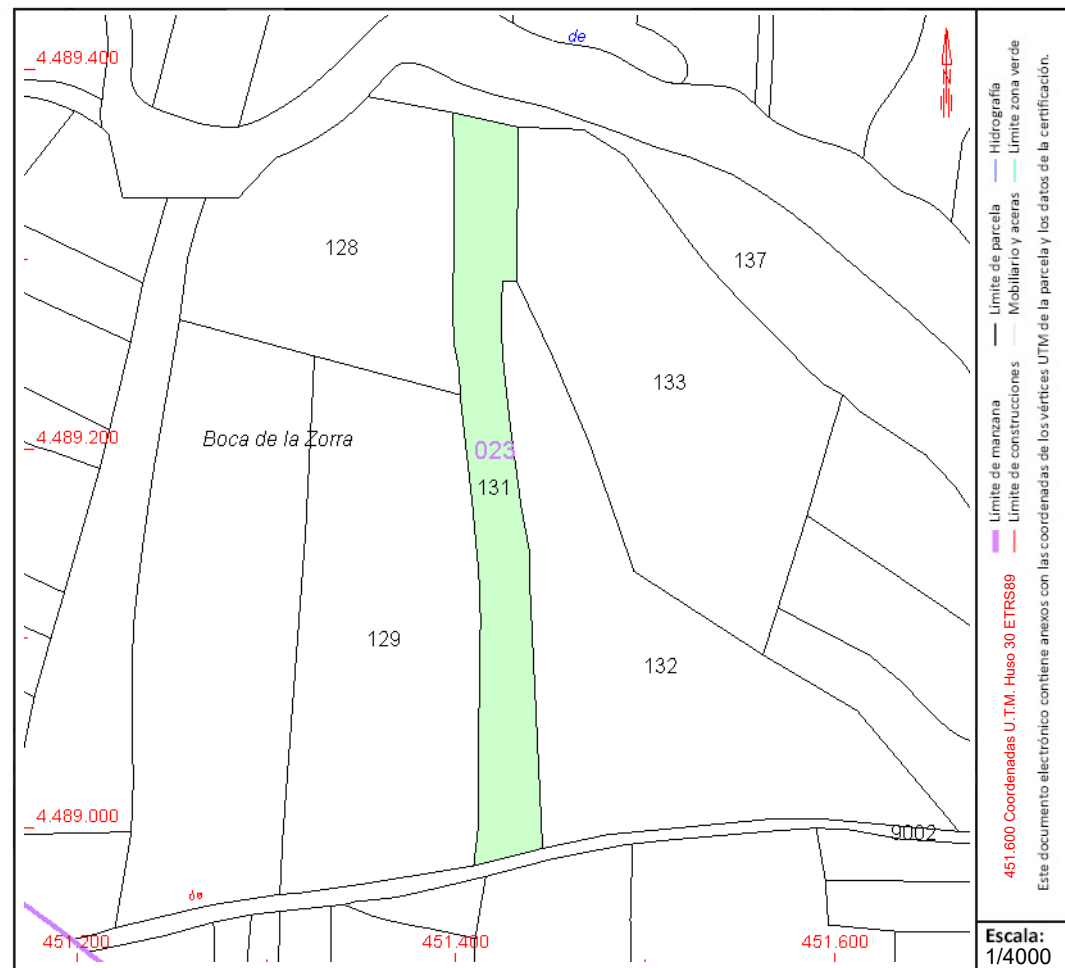 4.489.400
de
N
128
137
133
4.489.200
Boca de la Zorra
023
131
129
132
4.489.000
9002
de
451.200
451.400
451.600
Hidrografía
Límite zona verde
Límite de parcela
Mobiliario y aceras
Límite de manzana
Límite de construcciones
451.600 Coordenadas U.T.M. Huso 30 ETRS89
Este documento electrónico contiene anexos con las coordenadas de los vértices UTM de la parcela y los datos de la certificación.
Escala:
1/4000